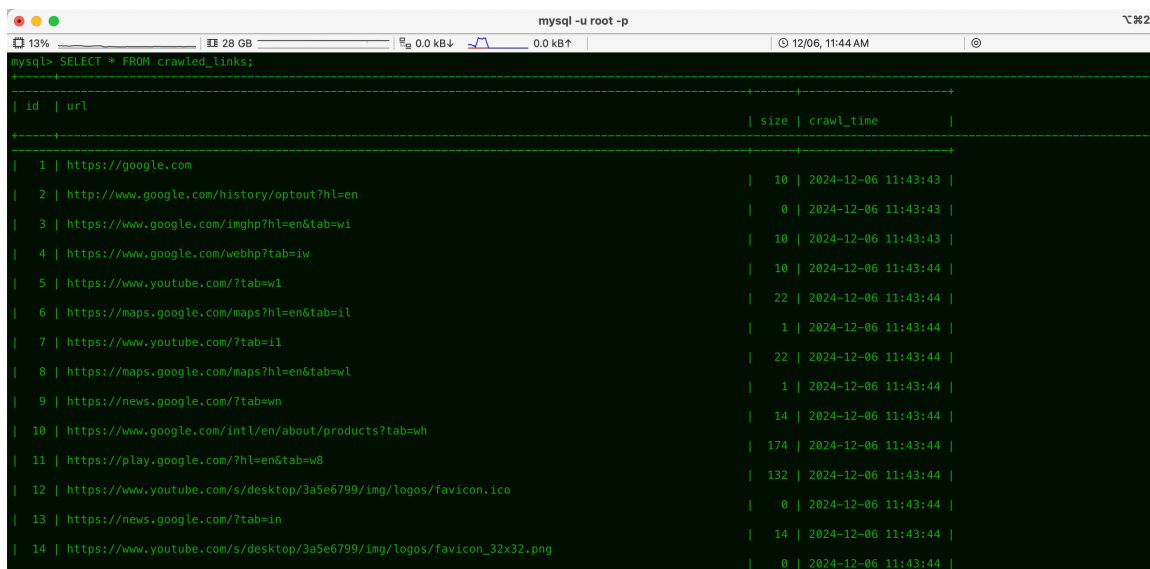 mysql -u root -p
⌥⌘2
13%
28 GB
0.0 kB↓
0.0 kB↑
12/06, 11:44 AM
mysql> SELECT * FROM crawled_links;
| id | url
| size | crawl_time |
| 1 | https://google.com
| 10 | 2024-12-06 11:43:43 |
| 2 | http://www.google.com/history/optout?hl=en
| 0 | 2024-12-06 11:43:43 |
| 3 | https://www.google.com/imghp?hl=en&tab=wi
| 10 | 2024-12-06 11:43:43 |
| 4 | https://www.google.com/webhp?tab=iw
| 10 | 2024-12-06 11:43:44 |
| 5 | https://www.youtube.com/?tab=w1
| 22 | 2024-12-06 11:43:44 |
| 6 | https://maps.google.com/maps?hl=en&tab=il
| 1 | 2024-12-06 11:43:44 |
| 7 | https://www.youtube.com/?tab=i1
| 22 | 2024-12-06 11:43:44 |
| 8 | https://maps.google.com/maps?hl=en&tab=wl
| 1 | 2024-12-06 11:43:44 |
| 9 | https://news.google.com/?tab=wn
| 14 | 2024-12-06 11:43:44 |
| 10 | https://www.google.com/intl/en/about/products?tab=wh
| 174 | 2024-12-06 11:43:44 |
| 11 | https://play.google.com/?hl=en&tab=w8
| 132 | 2024-12-06 11:43:44 |
| 12 | https://www.youtube.com/s/desktop/3a5e6799/img/logos/favicon.ico
| 0 | 2024-12-06 11:43:44 |
| 13 | https://news.google.com/?tab=in
| 14 | 2024-12-06 11:43:44 |
| 14 | https://www.youtube.com/s/desktop/3a5e6799/img/logos/favicon_32x32.png
| 0 | 2024-12-06 11:43:44 |